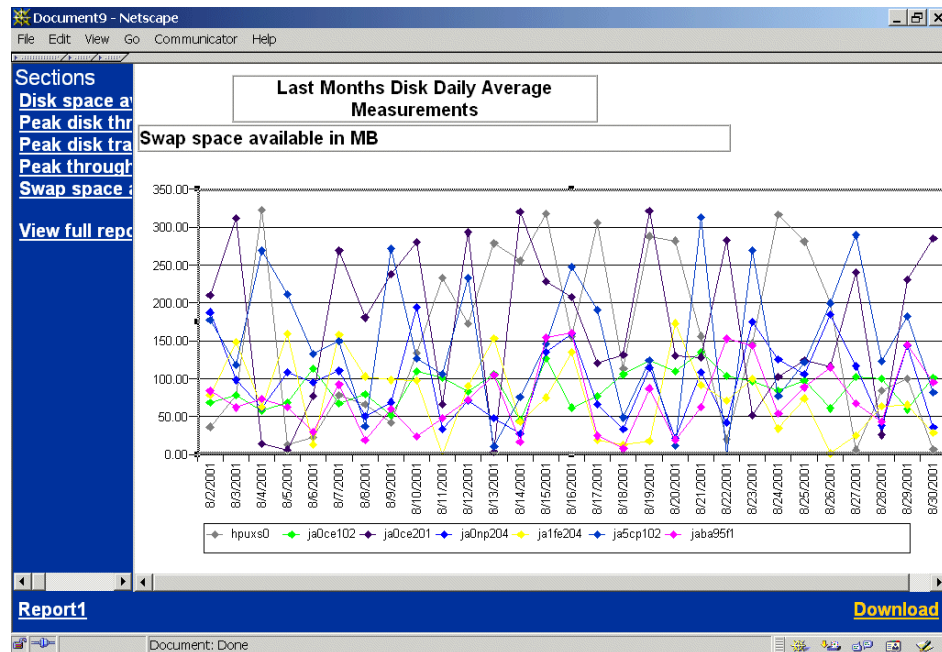 Document9 - Netscape
File Edit View Go Communicator Help
Sections
Disk space av
Peak disk thr
Peak disk tra
Peak through
Swap space a
View full repo
Last Months Disk Daily Average
Measurements
Swap space available in MB
350.00
300.00
250.00
200.00
150.00
100.00
50.00
0.00
8/2/2001
8/3/2001
8/4/2001
8/5/2001
8/6/2001
8/7/2001
8/8/2001
8/9/2001
8/10/2001
8/11/2001
8/12/2001
8/13/2001
8/14/2001
8/15/2001
8/16/2001
8/17/2001
8/18/2001
8/19/2001
8/20/2001
8/21/2001
8/22/2001
8/23/2001
8/24/2001
8/25/2001
8/26/2001
8/27/2001
8/28/2001
8/29/2001
8/30/2001
hpuxs0 ja0ce102 ja0ce201 ja0np204 ja1fe204 ja5cp102 jaba95f1
Report1
Download
Document: Done